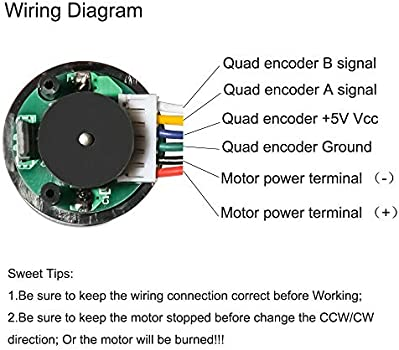 Wiring Diagram
Quad encoder B signal
Quad encoder A signal
Quad encoder +5V Vcc
Quad encoder Ground
Motor power terminal （-）
Motor power terminal （+）
Sweet Tips:
1.Be sure to keep the wiring connection correct before Working;
2.Be sure to keep the motor stopped before change the CCW/CW
direction; Or the motor will be burned!!!